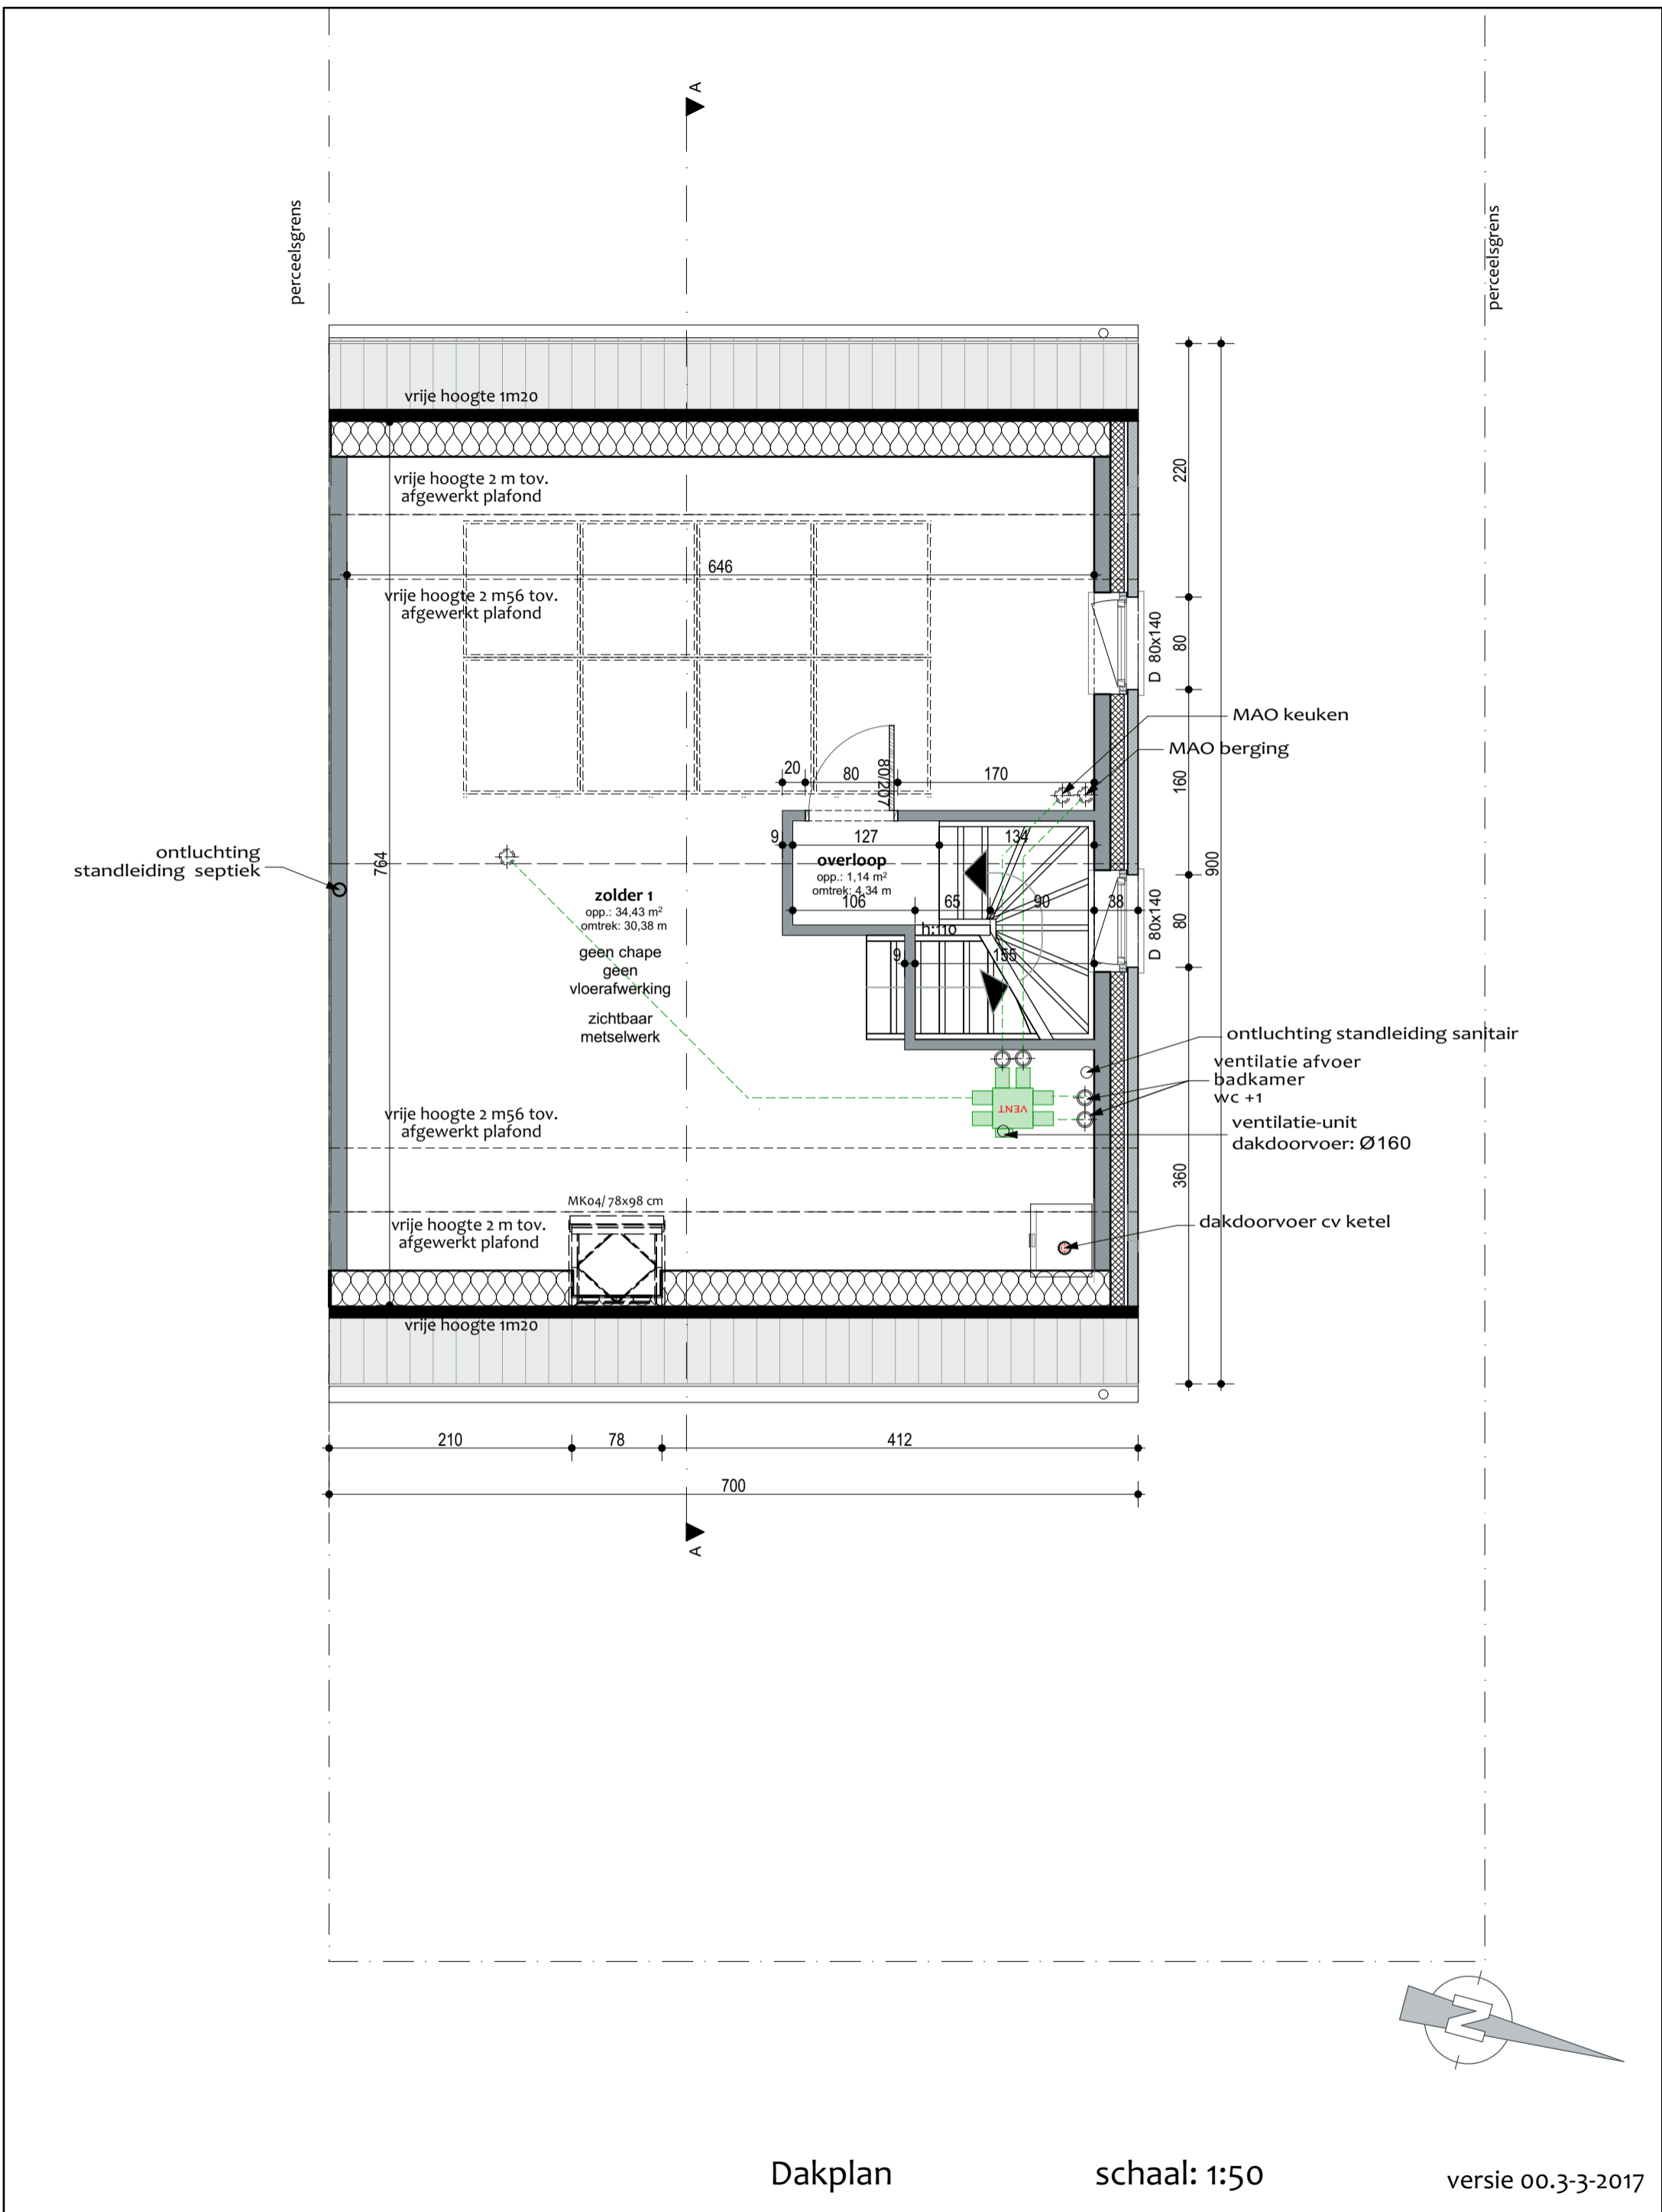 A
perceelsgrens
perceelsgrens
vrije hoogte 1m20
vrije hoogte 2 m tov.
afgewerkt plafond
220
646
vrije hoogte 2 m56 tov.
afgewerkt plafond
D 80x140
80
MAO keuken
MAO berging
20
80
80/207
170
160
9
127
134
ontluchting
standleiding septiek
764
overloop
opp.: 1,14 m²
omtrek: 4,34 m
900
zolder 1
opp.: 34,43 m²
omtrek: 30,38 m
106
65
90
38
D 80x140
80
h:110
geen chape
geen
vloerafwerking
9
155
zichtbaar
metselwerk
ontluchting standleiding sanitair
ventilatie afvoer
badkamer
wc +1
VENT
vrije hoogte 2 m56 tov.
afgewerkt plafond
ventilatie-unit
dakdoorvoer: Ø160
360
MK04/ 78x98 cm
vrije hoogte 2 m tov.
afgewerkt plafond
dakdoorvoer cv ketel
vrije hoogte 1m20
210
78
412
700
A
N
Dakplan
schaal: 1:50
versie 00.3-3-2017